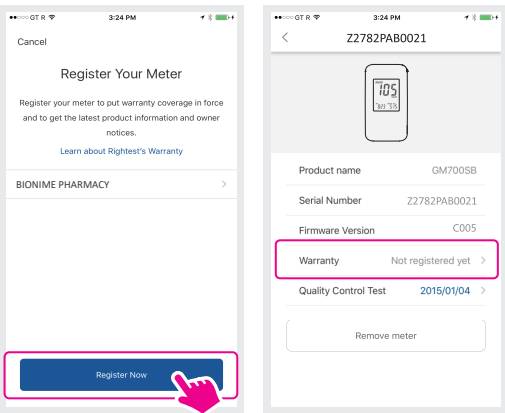 GT R 3:24 PM
Cancel
Register Your Meter
Register your meter to put warranty coverage in force
and to get the latest product information and owner
notices.
Learn about Rightest's Warranty
BIONIME PHARMACY
Register Now
GT R 3:24 PM
Z2782PAB0021
105
Product name GM700SB
Serial Number Z2782PAB0021
Firmware Version C005
Warranty Not registered yet
Quality Control Test 2015/01/04
Remove meter